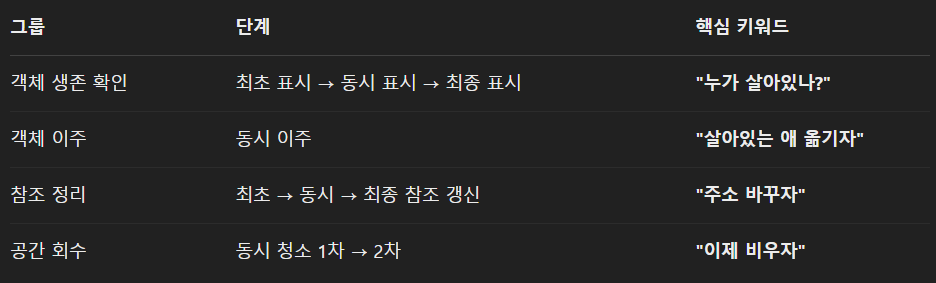 그룹 단계 핵심 키워드
객체 생존 확인 최초 표시 → 동시 표시 → 최종 표시 "누가 살아있나?"
객체 이주 동시 이주 "살아있는 애 옮기자"
참조 정리 최초 → 동시 → 최종 참조 갱신 "주소 바꾸자"
공간 회수 동시 청소 1차 → 2차 "이제 비우자"